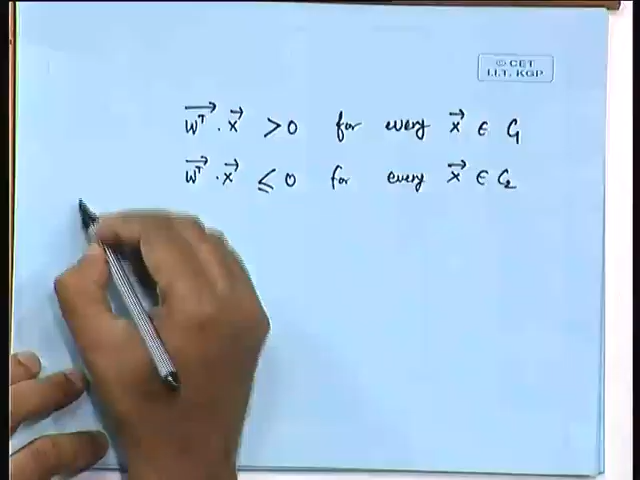 © CET
I.I.T. KGP
w^T · x > 0 for every x ∈ C₁
w^T · x ≤ 0 for every x ∈ C₂